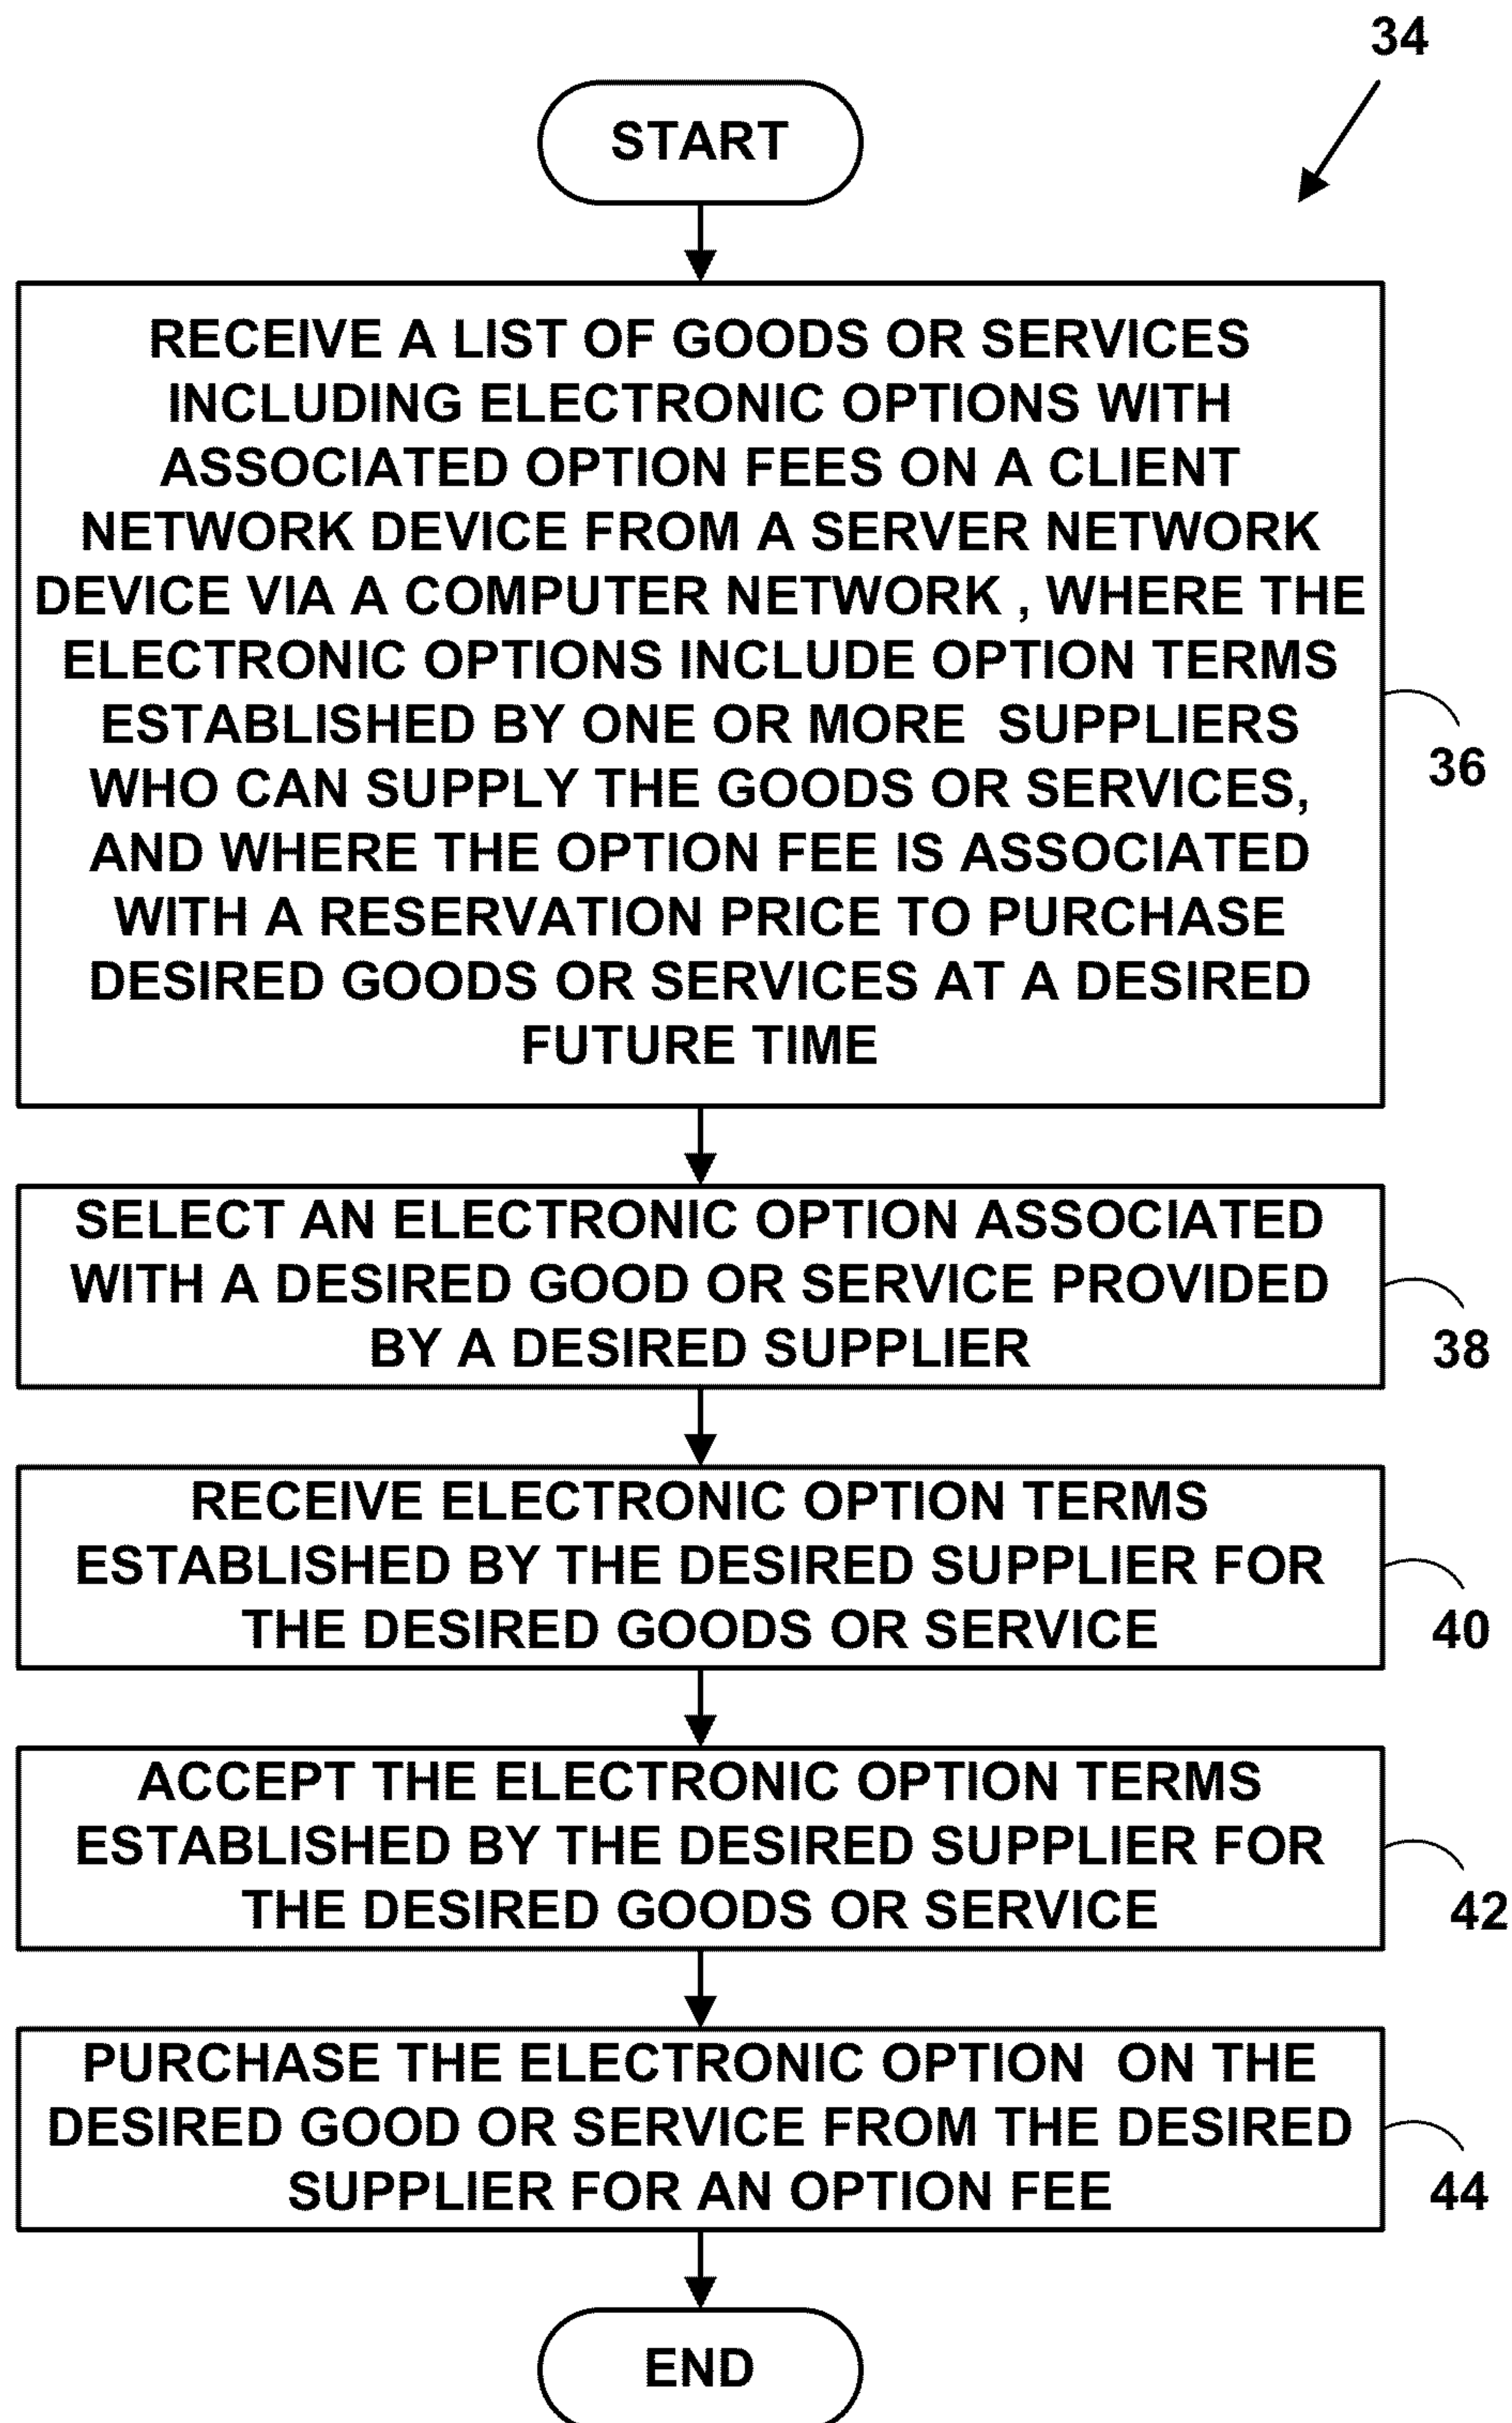 34
START
RECEIVE A LIST OF GOODS OR SERVICES
INCLUDING ELECTRONIC OPTIONS WITH
ASSOCIATED OPTION FEES ON A CLIENT
NETWORK DEVICE FROM A SERVER NETWORK
DEVICE VIA A COMPUTER NETWORK , WHERE THE
ELECTRONIC OPTIONS INCLUDE OPTION TERMS
ESTABLISHED BY ONE OR MORE SUPPLIERS
WHO CAN SUPPLY THE GOODS OR SERVICES,
AND WHERE THE OPTION FEE IS ASSOCIATED
WITH A RESERVATION PRICE TO PURCHASE
DESIRED GOODS OR SERVICES AT A DESIRED
FUTURE TIME
36
SELECT AN ELECTRONIC OPTION ASSOCIATED
WITH A DESIRED GOOD OR SERVICE PROVIDED
BY A DESIRED SUPPLIER
38
RECEIVE ELECTRONIC OPTION TERMS
ESTABLISHED BY THE DESIRED SUPPLIER FOR
THE DESIRED GOODS OR SERVICE
40
ACCEPT THE ELECTRONIC OPTION TERMS
ESTABLISHED BY THE DESIRED SUPPLIER FOR
THE DESIRED GOODS OR SERVICE
42
PURCHASE THE ELECTRONIC OPTION ON THE
DESIRED GOOD OR SERVICE FROM THE DESIRED
SUPPLIER FOR AN OPTION FEE
44
END